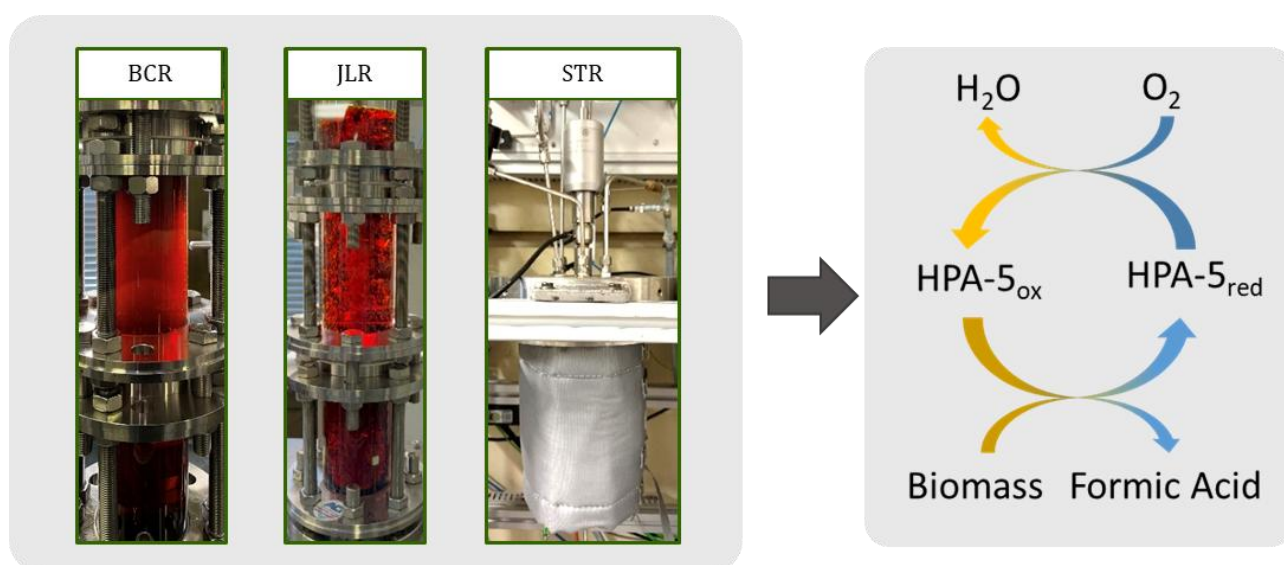 BCR
JLR
STR
H₂O
O₂
HPA-5ox
HPA-5red
Biomass
Formic Acid